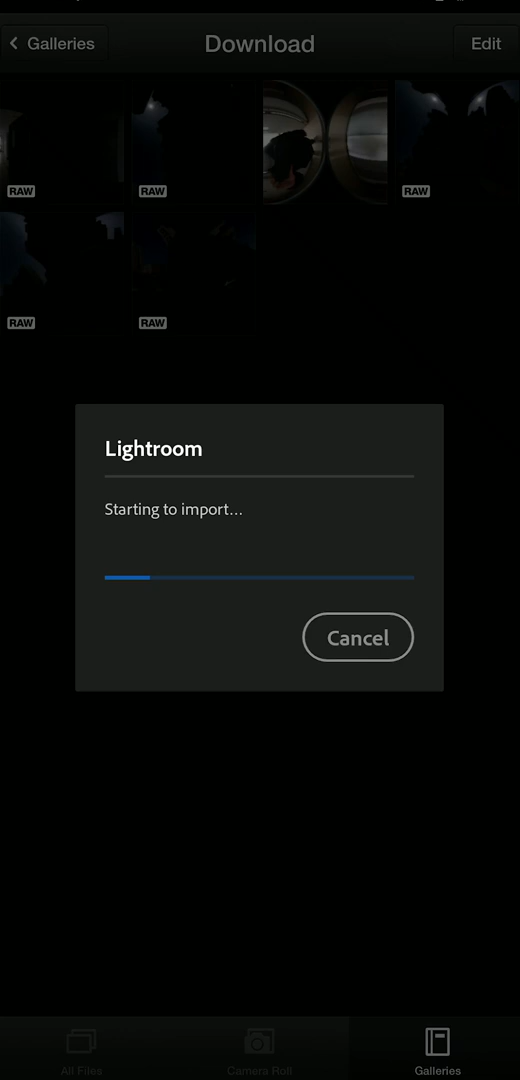 Galleries
Download
Edit
RAW
RAW
RAW
RAW
RAW
Lightroom
Starting to import...
Cancel
All Files
Camera Roll
Galleries